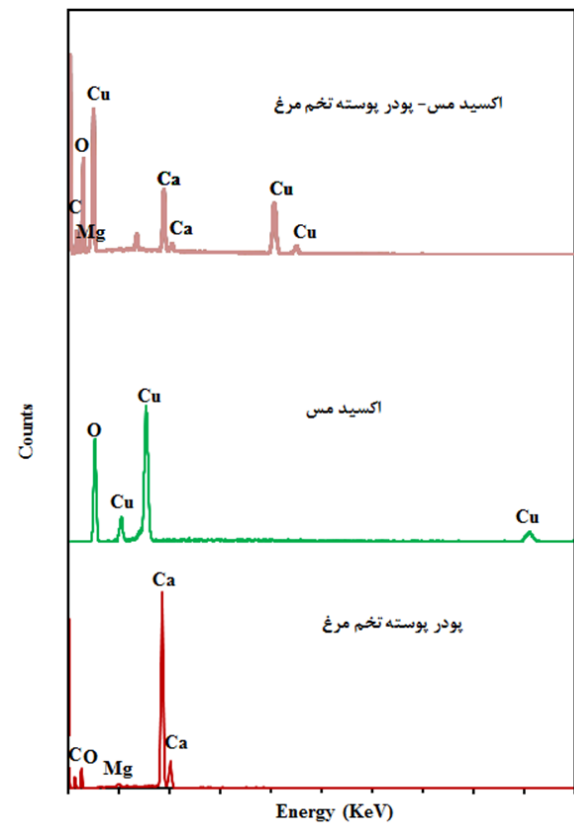 اکسید مس- پودر پوسته تخم مرغ
Cu
O
C
Mg
Ca
Ca
Cu
Cu
اکسید مس
O
Cu
Cu
Cu
Counts
پودر پوسته تخم مرغ
Ca
Ca
C
O
Mg
Energy (KeV)